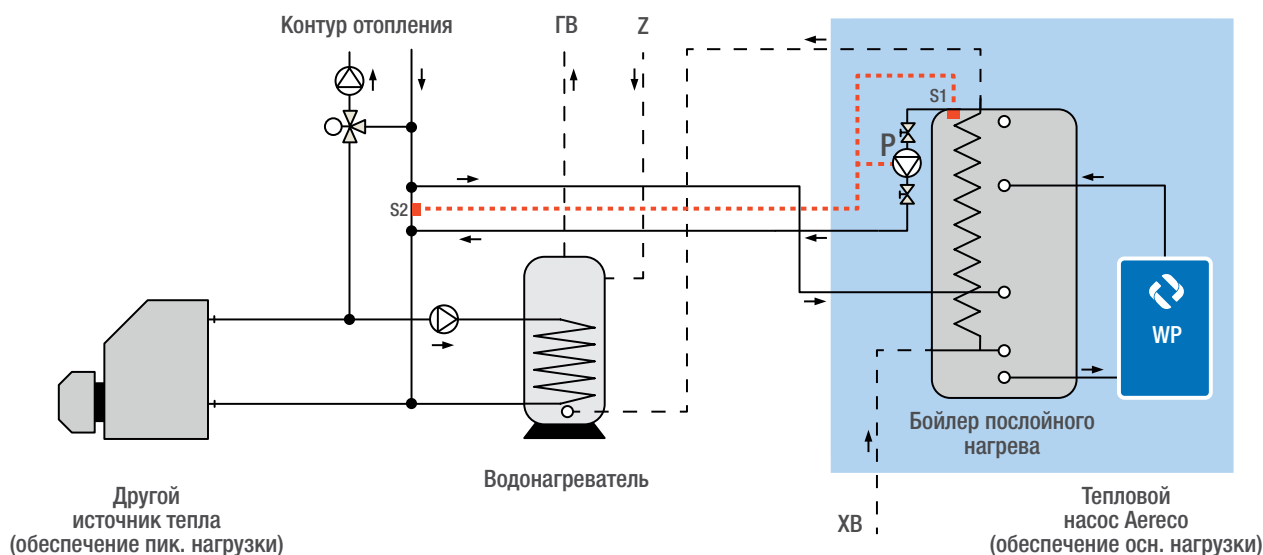 Контур отопления
ГВ
Z
S1
P
S2
WP
Бойлер послойного
нагрева
Водонагреватель
Другой
источник тепла
(обеспечение пик. нагрузки)
ХВ
Тепловой
насос Aereco
(обеспечение осн. нагрузки)